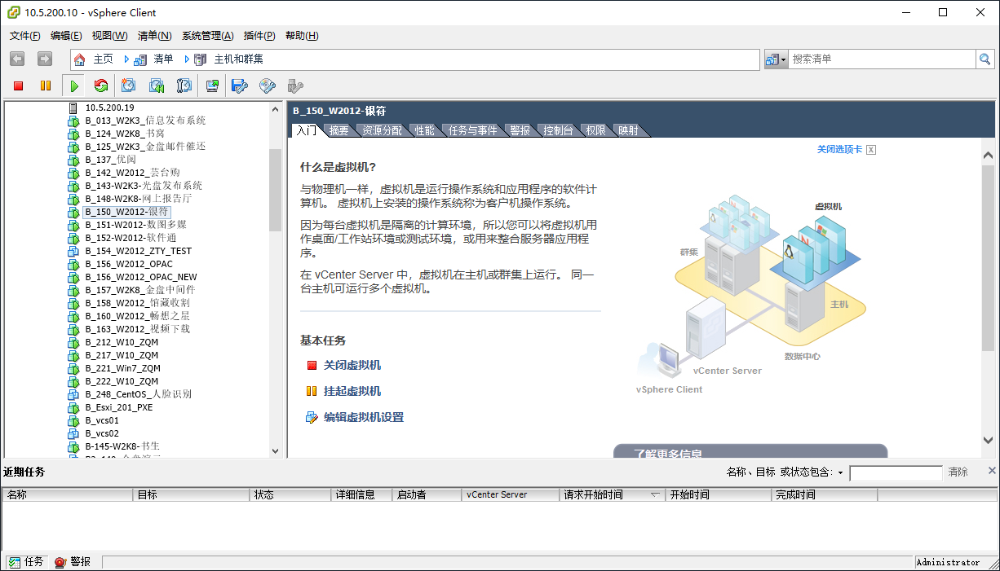 10.5.200.10 - vSphere Client
文件(F) 编辑(E) 视图(W) 清单(N) 系统管理(A) 插件(P) 帮助(H)
主页 清单 主机和群集 搜索清单
10.5.200.19
B_013_W2K3_信息发布系统
B_124_W2K8_书窝
B_125_W2K3_金盘邮件催还
B_137_优阅
B_142_W2012_芸台购
B_143-W2K3-光盘发布系统
B_148-W2K8-网上报告厅
B_150_W2012-银符
B_151-W2012-数图多媒
B_152-W2012-软件通
B_154_W2012_ZTY_TEST
B_156_W2012_OPAC
B_156_W2012_OPAC_NEW
B_157_W2K8_金盘中间件
B_158_W2012_馆藏收割
B_160_W2012_畅想之星
B_163_W2012_视频下载
B_212_W10_ZQM
B_217_W10_ZQM
B_221_Win7_ZQM
B_222_W10_ZQM
B_248_CentOS_人脸识别
B_Esxi_201_PXE
B_vcs01
B_vcs02
B-145-W2K8-书生
B_150_W2012-银符
入门 摘要 资源分配 性能 任务与事件 警报 控制台 权限 映射
关闭选项卡 X
什么是虚拟机?
与物理机一样，虚拟机是运行操作系统和应用程序的软件计
算机。 虚拟机上安装的操作系统称为客户机操作系统。
因为每台虚拟机是隔离的计算环境，所以您可以将虚拟机用
作桌面/工作站环境或测试环境，或用来整合服务器应用程
序。
在 vCenter Server 中，虚拟机在主机或群集上运行。 同一
台主机可运行多个虚拟机。
基本任务
关闭虚拟机
挂起虚拟机
编辑虚拟机设置
虚拟机
群集
主机
数据中心
vCenter Server
vSphere Client
了解更多信息
近期任务 名称、目标 或状态包含: 清除
名称 目标 状态 详细信息 启动者 vCenter Server 请求开始时间 开始时间 完成时间
任务 警报 Administrator